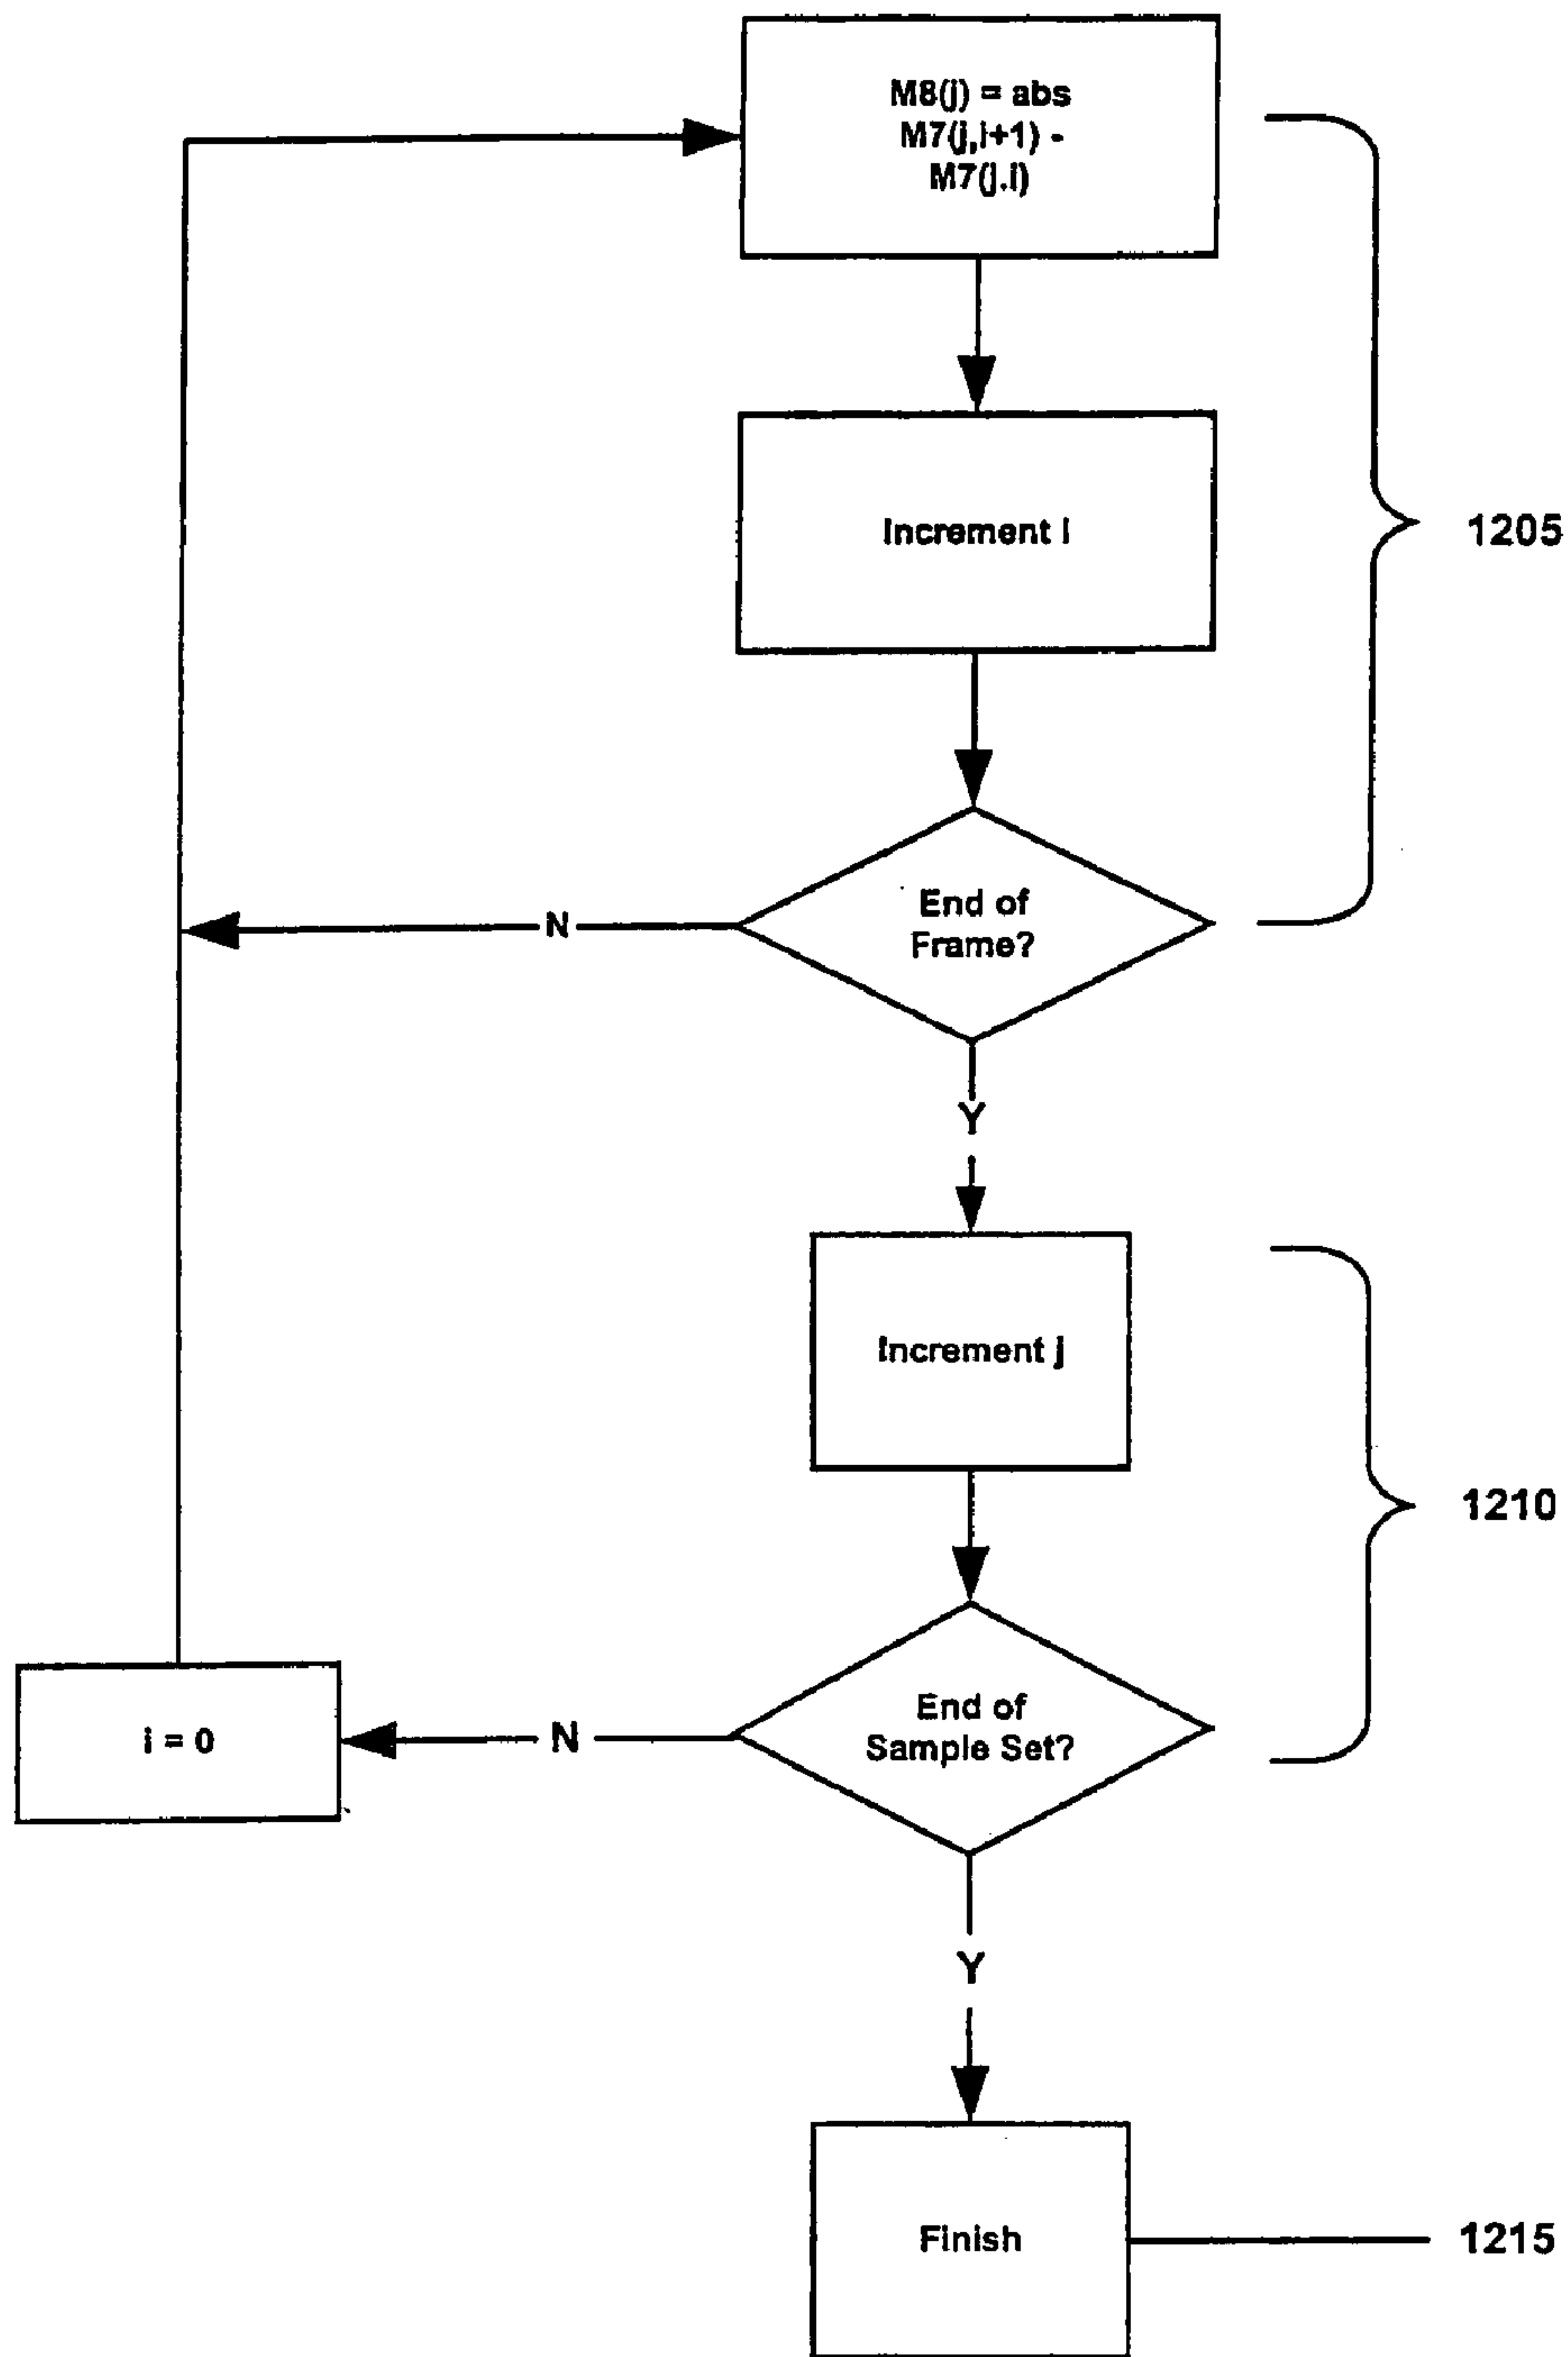 M8(j) = abs
M7(j,i+1) -
M7(j.i)
Increment i
1205
End of
Frame?
N
Y
Increment j
1210
End of
Sample Set?
N
i = 0
Y
Finish
1215